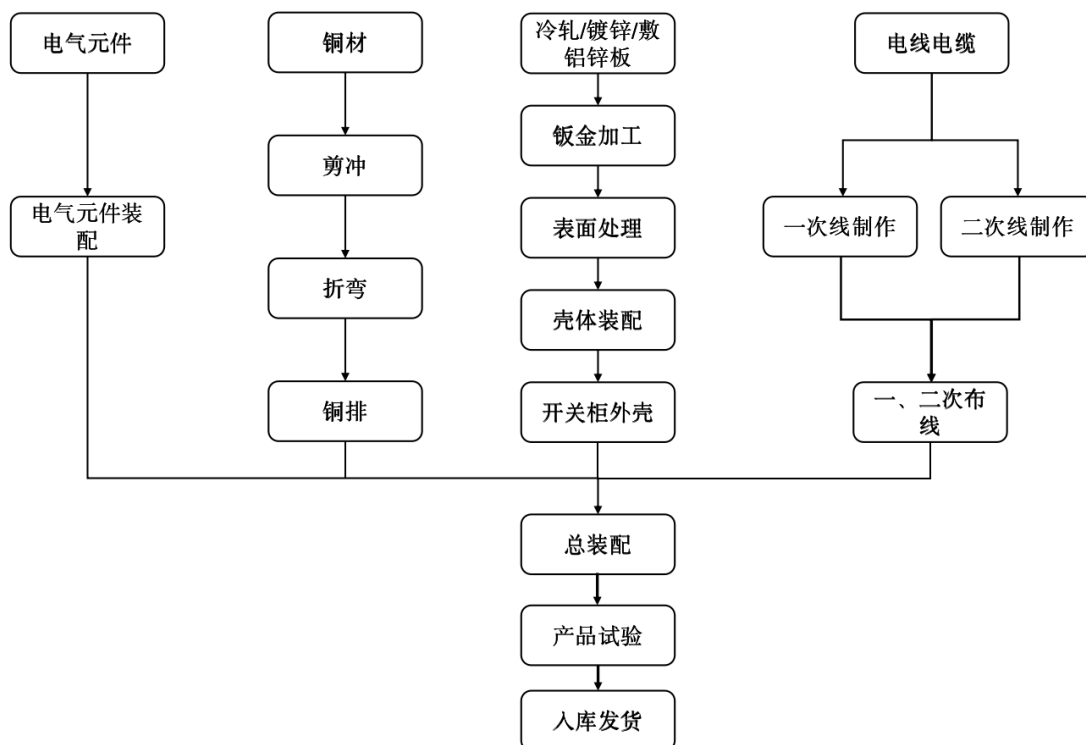 电气元件
铜材
冷轧/镀锌/敷
铝锌板
电线电缆
钣金加工
剪冲
电气元件装
配
表面处理
一次线制作
二次线制作
折弯
壳体装配
铜排
开关柜外壳
一、二次布
线
总装配
产品试验
入库发货